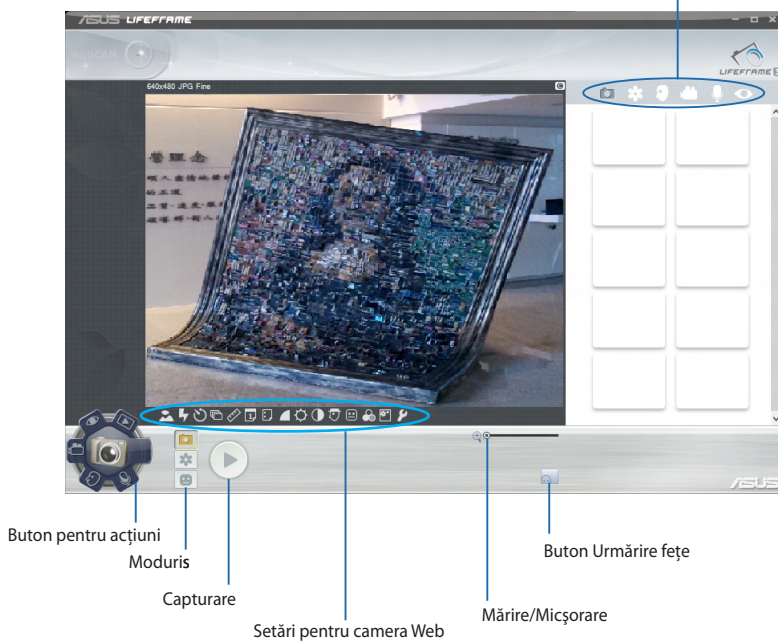 ASUS LIFEFRAME
WEBCAM
LIFEFRAME 3
640x480 JPG Fine
ASUS
Buton pentru acțiuni
Moduris
Capturare
Setări pentru camera Web
Mărire/Micșorare
Buton Urmărire fețe